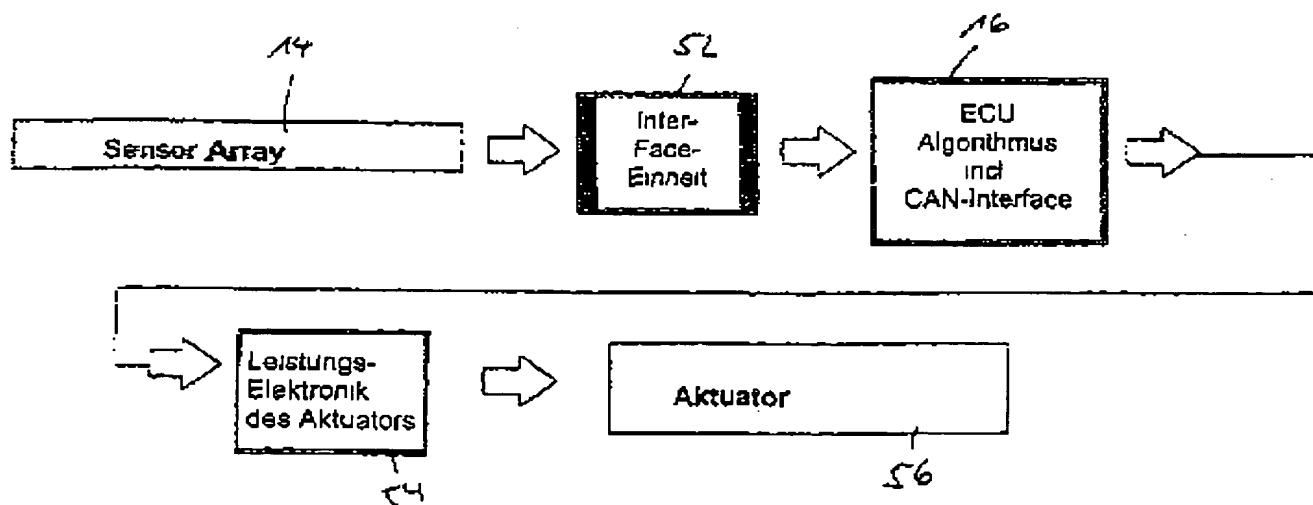 14
52
16
Sensor Array
Inter-
Face-
Einheit
ECU
Algorithmus
incl
CAN-Interface
Leistungs-
Elektronik
des Aktuators
Aktuator
54
56